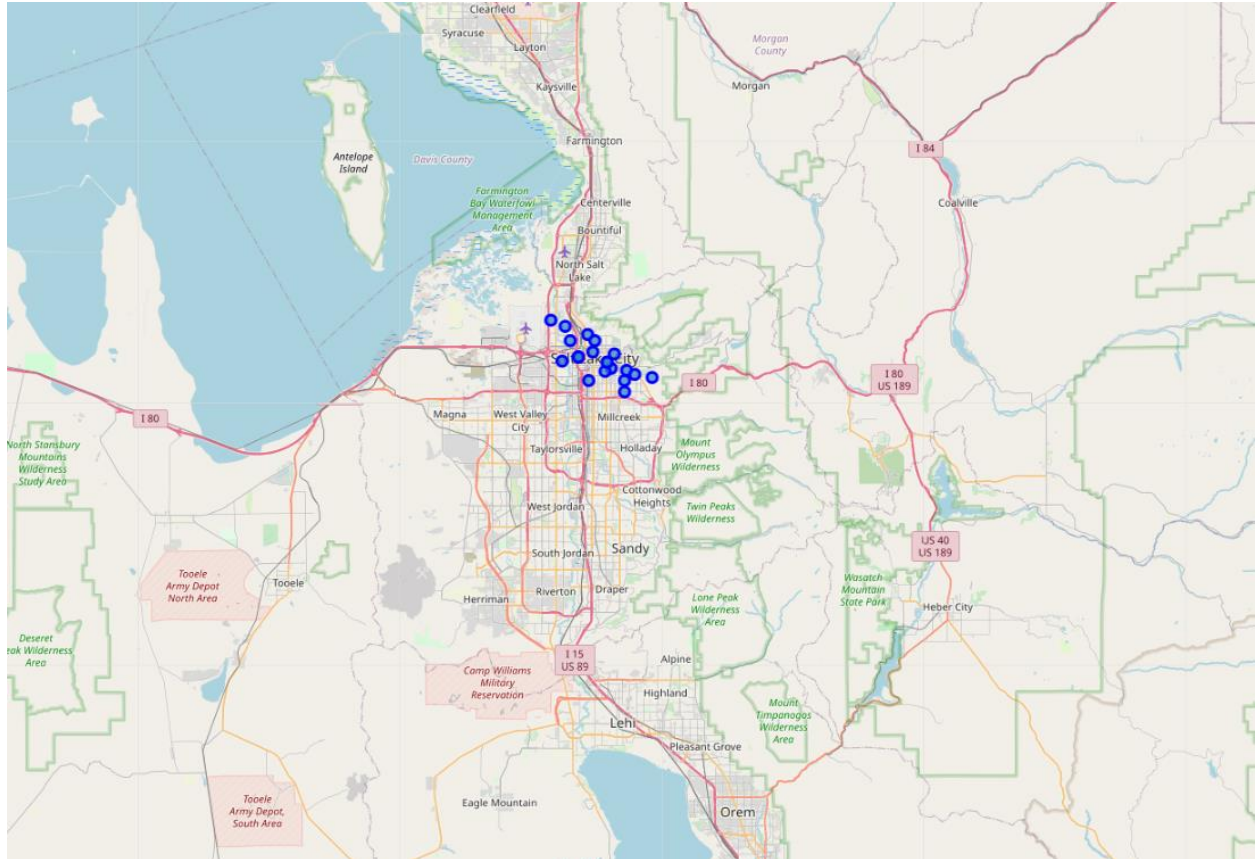 Clearfield
Syracuse
Layton
Morgan
County
Kaysville
Morgan
Farmington
I 84
Antelope
Island
Davis County
Farmington
Bay Waterfowl
Management
Area
Centerville
Coalville
Bountiful
North Salt
Lake
I 80
I 80
US 189
I 80
Magna
West Valley
City
Millcreek
North Stansbury
Mountains
Wilderness
Study Area
Taylorsville
Holladay
Mount
Olympus
Wilderness
Cottonwood
Heights
West Jordan
Twin Peaks
Wilderness
South Jordan
Sandy
US 40
US 189
Tooele
Army Depot
North Area
Tooele
Wasatch
Mountain
State Park
Riverton
Draper
Herriman
Lone Peak
Wilderness
Area
Heber City
Deseret
eak Wilderness
Area
I 15
US 89
Alpine
Camp Williams
Military
Reservation
Highland
Lehi
Mount
Timpanogos
Wilderness
Area
Pleasant Grove
Eagle Mountain
Tooele
Army Depot,
South Area
Orem